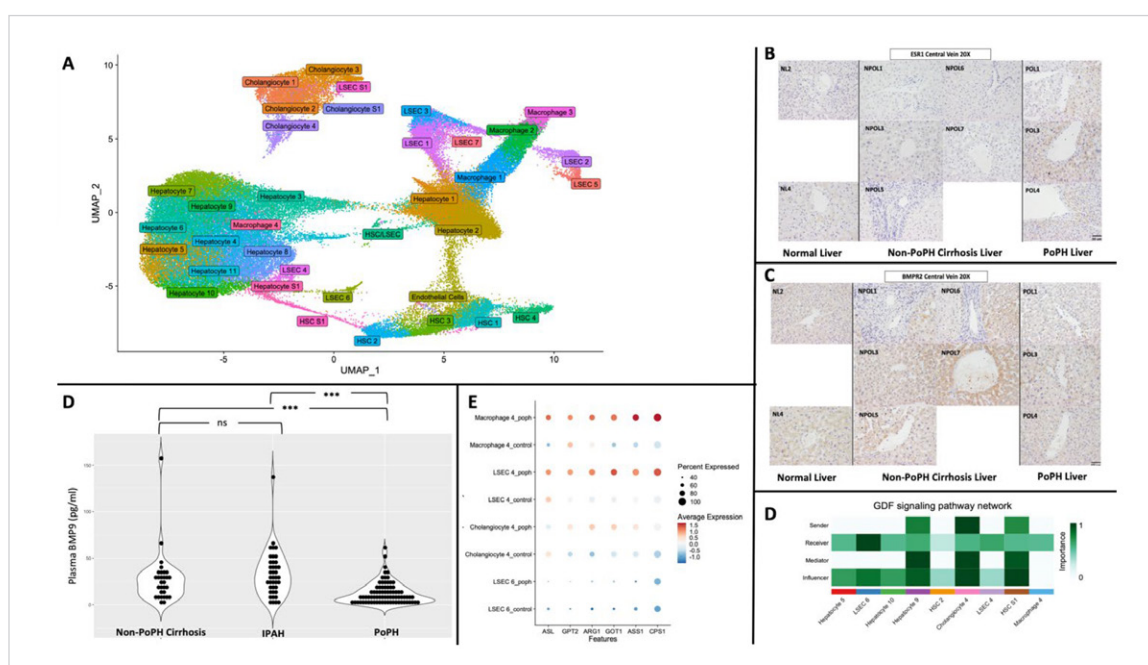 A
UMAP_2
10
5
0
-5
Cholangiocyte 3
Cholangiocyte 1
LSEC S1
Cholangiocyte 2
Cholangiocyte S1
Cholangiocyte 4
LSEC 3
Macrophage 3
Macrophage 2
LSEC 1
LSEC 7
LSEC 2
LSEC 5
Macrophage 1
Hepatocyte 7
Hepatocyte 3
Hepatocyte 1
Hepatocyte 9
Macrophage 4
Hepatocyte 6
HSC/LSEC
Hepatocyte 2
Hepatocyte 4
Hepatocyte 5
Hepatocyte 8
Hepatocyte 11
LSEC 4
Hepatocyte S1
Hepatocyte 10
LSEC 6
Endothelial Cells
HSC S1
HSC 3
HSC 1
HSC 4
HSC 2
-5 0 5 10
UMAP_1
B
ESR1 Central Vein 20X
NL2 NPOL1 NPOL6 POL1
NPOL3 NPOL7 POL3
NL4 NPOL5 POL4
Normal Liver Non-PoPH Cirrhosis Liver PoPH Liver
C
BMPR2 Central Vein 20X
NL2 NPOL1 NPOL6 POL1
NPOL3 NPOL7 POL3
NL4 NPOL5 POL4
Normal Liver Non-PoPH Cirrhosis Liver PoPH Liver
D
***
***
ns
Plasma BMP9 (pg/ml)
150
100
50
0
Non-PoPH Cirrhosis IPAH PoPH
E
Macrophage 4_poph
Macrophage 4_control
LSEC 4_poph
LSEC 4_control
Cholangiocyte 4_poph
Cholangiocyte 4_control
LSEC 6_poph
LSEC 6_control
ASL GPT2 ARG1 GOT1 ASS1 CPS1
Features
Percent Expressed
40
60
80
100
Average Expression
1.5
1.0
0.5
0.0
-0.5
-1.0
D
GDF signaling pathway network
Sender
Receiver
Mediator
Influencer
Importance
1
0
Hepatocyte 5
LSEC 6
Hepatocyte 10
Hepatocyte 9
HSC 2
Cholangiocyte 4
LSEC 4
HSC S1
Macrophage 4